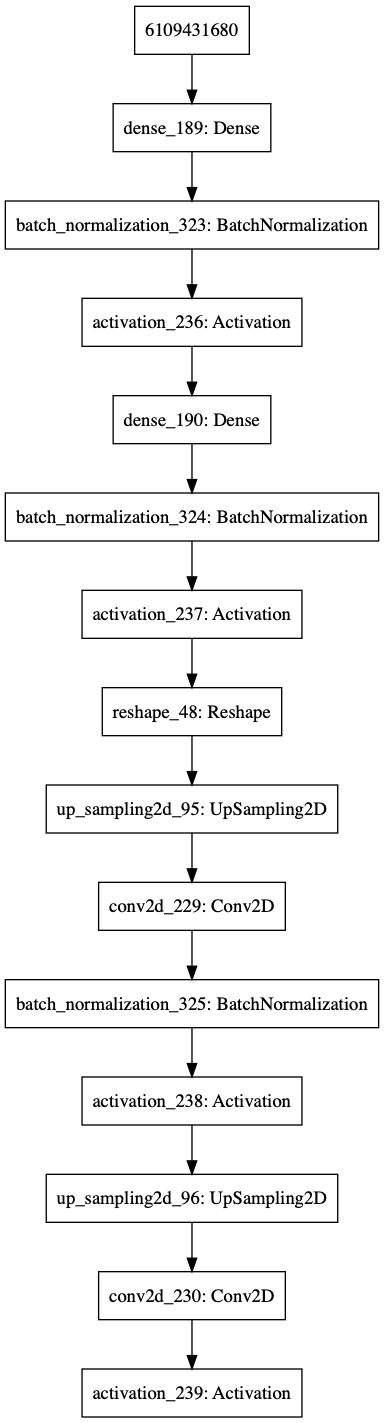 6109431680
dense_189: Dense
batch_normalization_323: BatchNormalization
activation_236: Activation
dense_190: Dense
batch_normalization_324: BatchNormalization
activation_237: Activation
reshape_48: Reshape
up_sampling2d_95: UpSampling2D
conv2d_229: Conv2D
batch_normalization_325: BatchNormalization
activation_238: Activation
up_sampling2d_96: UpSampling2D
conv2d_230: Conv2D
activation_239: Activation